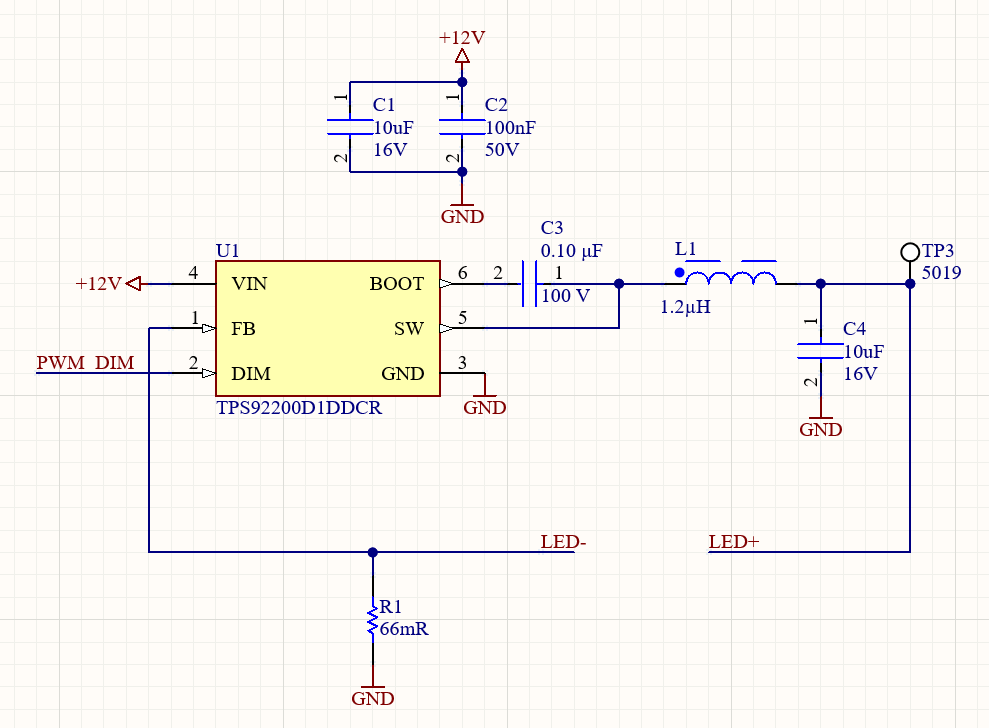 +12V
1
C1
10uF
16V
2
1
C2
100nF
50V
2
GND
U1
+12V
4
VIN
1
FB
PWM_DIM
2
DIM
BOOT
6
SW
5
GND
3
GND
TPS92200D1DDCR
C3
0.10 µF
2
1
100 V
L1
1.2µH
TP3
5019
1
C4
10uF
16V
2
GND
LED-
LED+
R1
66mR
GND